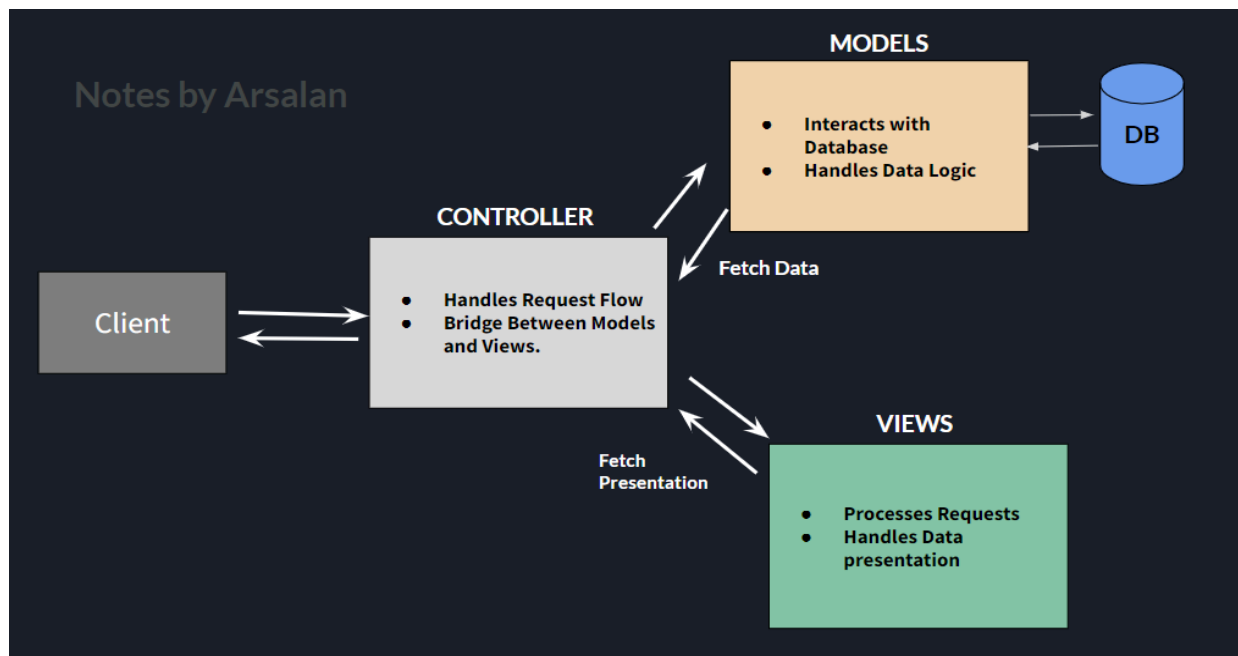 Notes by Arsalan
MODELS
● Interacts with
Database
● Handles Data Logic
DB
CONTROLLER
● Handles Request Flow
● Bridge Between Models
and Views.
Fetch Data
Client
VIEWS
Fetch
Presentation
● Processes Requests
● Handles Data
presentation